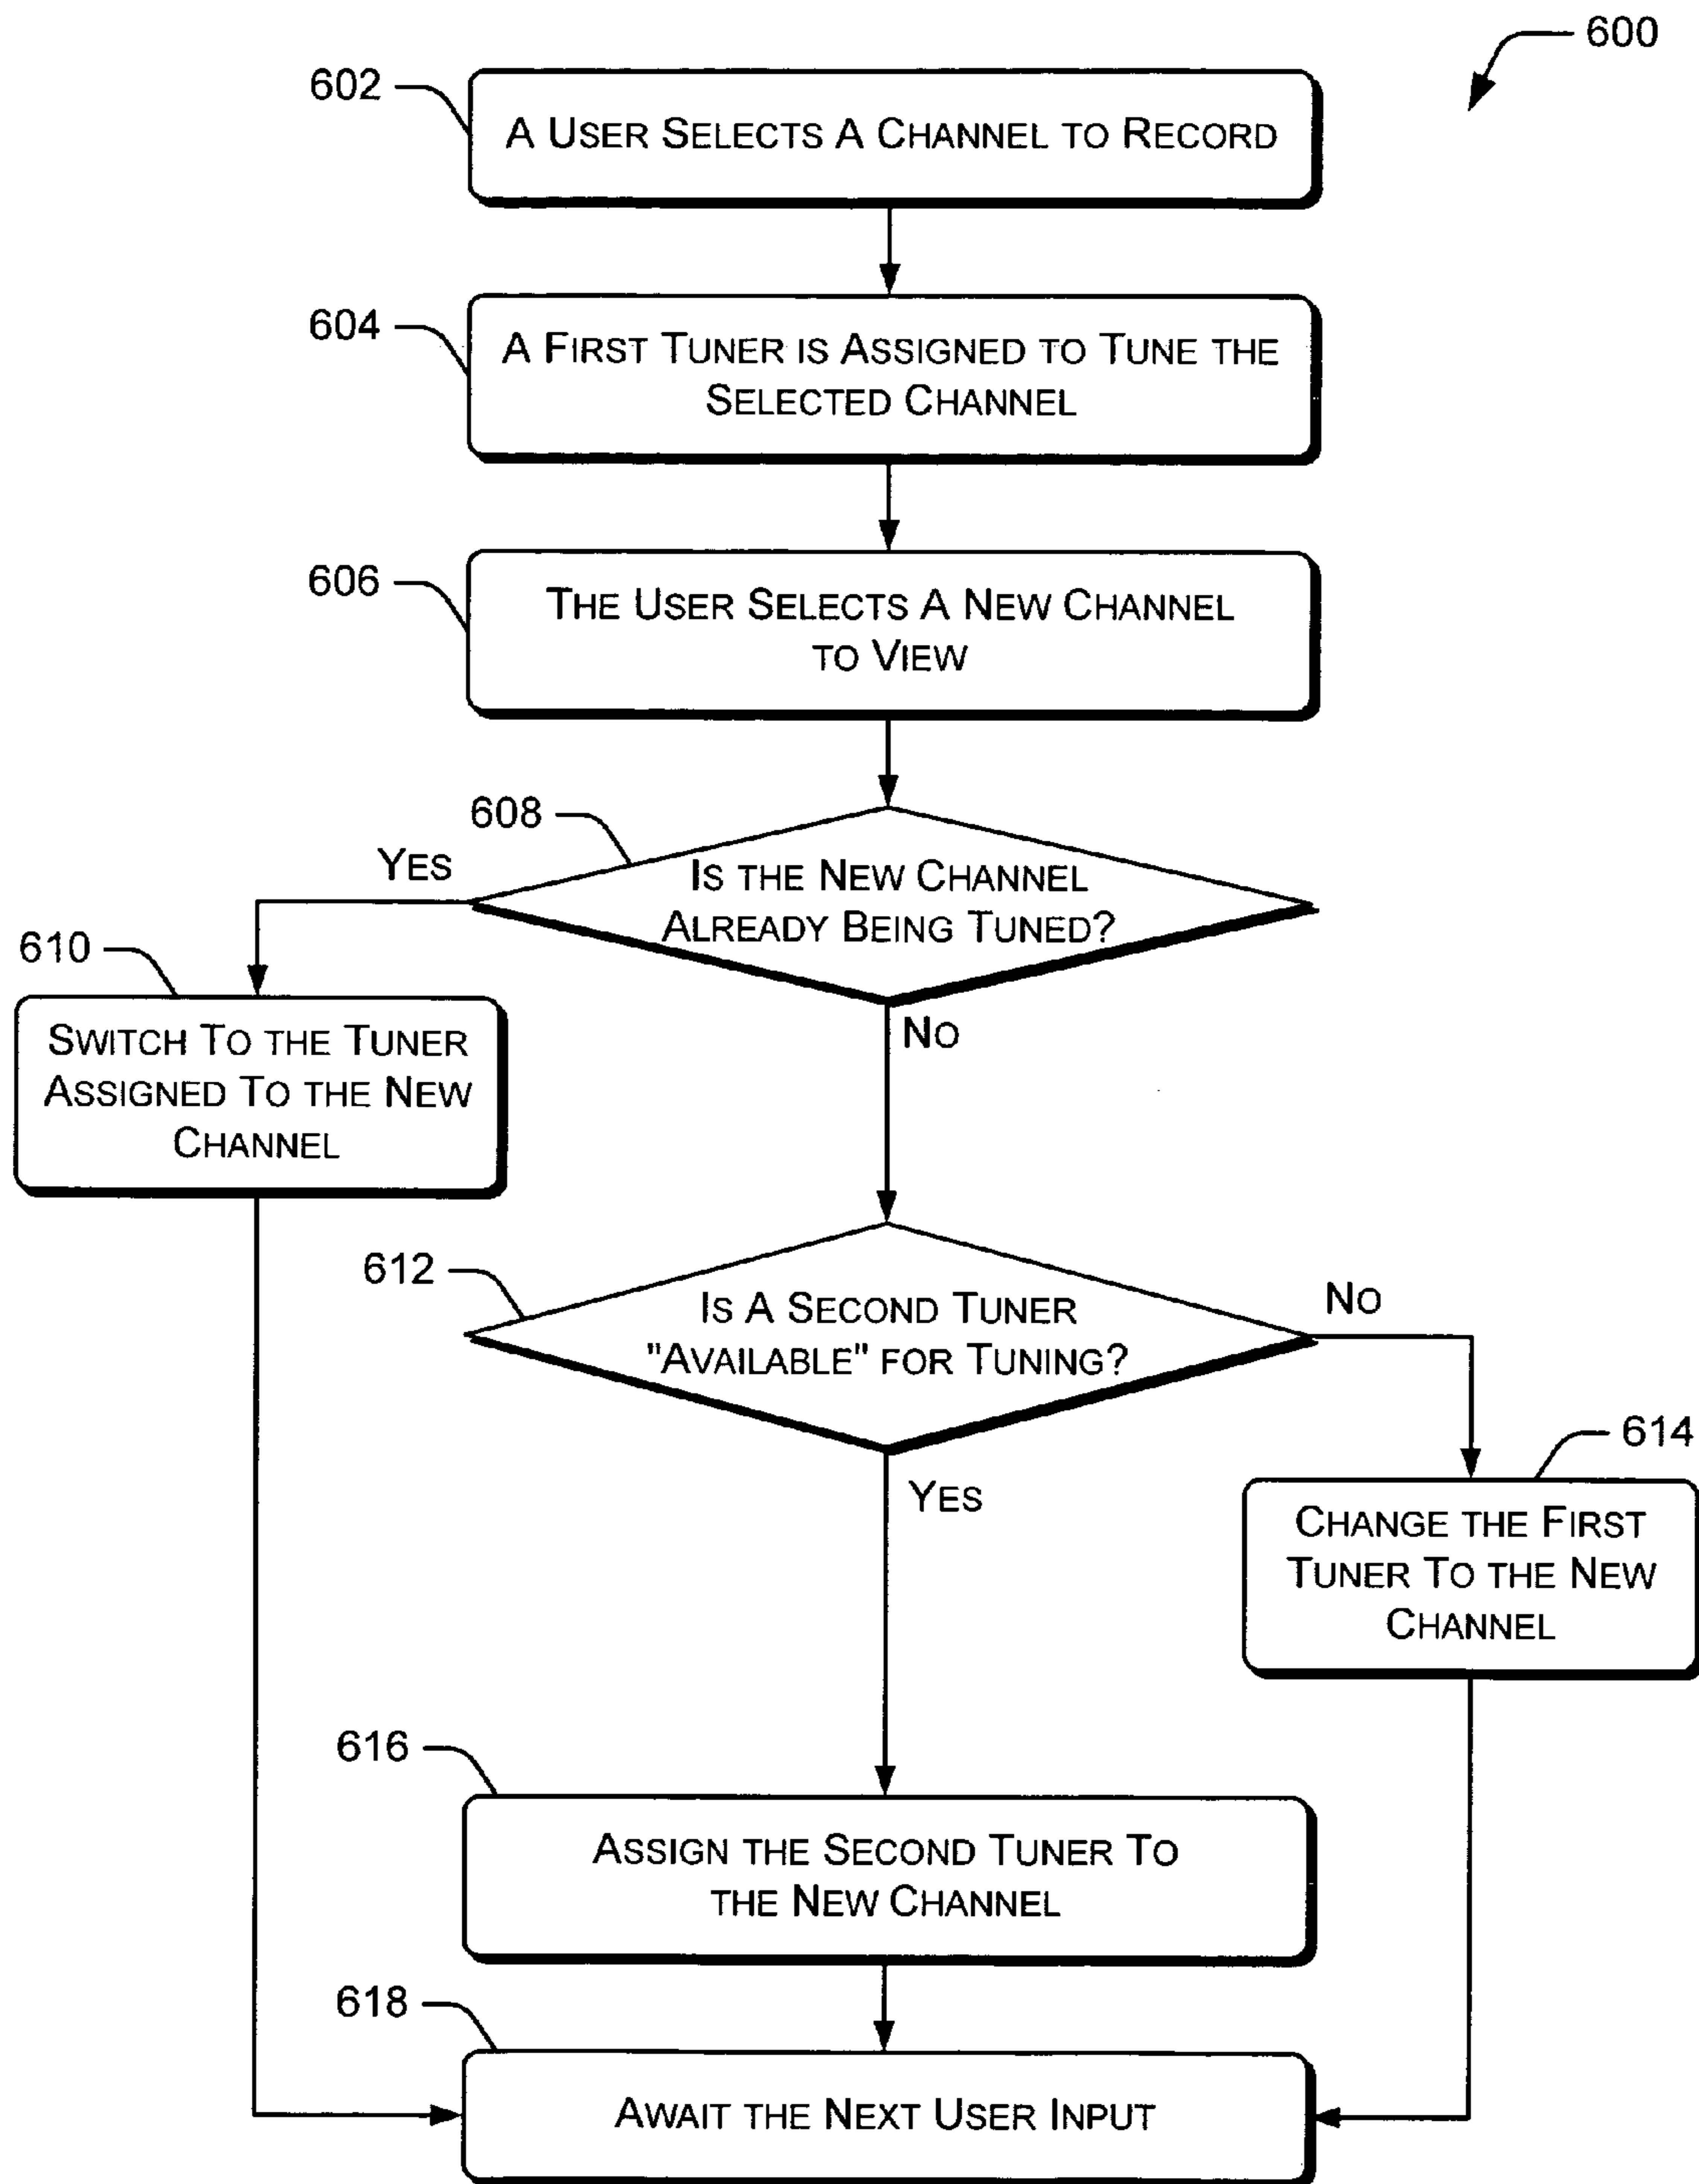 600
602
A USER SELECTS A CHANNEL TO RECORD
604
A FIRST TUNER IS ASSIGNED TO TUNE THE
SELECTED CHANNEL
606
THE USER SELECTS A NEW CHANNEL
TO VIEW
608
YES
IS THE NEW CHANNEL
ALREADY BEING TUNED?
610
NO
SWITCH TO THE TUNER
ASSIGNED TO THE NEW
CHANNEL
612
IS A SECOND TUNER
"AVAILABLE" FOR TUNING?
NO
614
YES
CHANGE THE FIRST
TUNER TO THE NEW
CHANNEL
616
ASSIGN THE SECOND TUNER TO
THE NEW CHANNEL
618
AWAIT THE NEXT USER INPUT